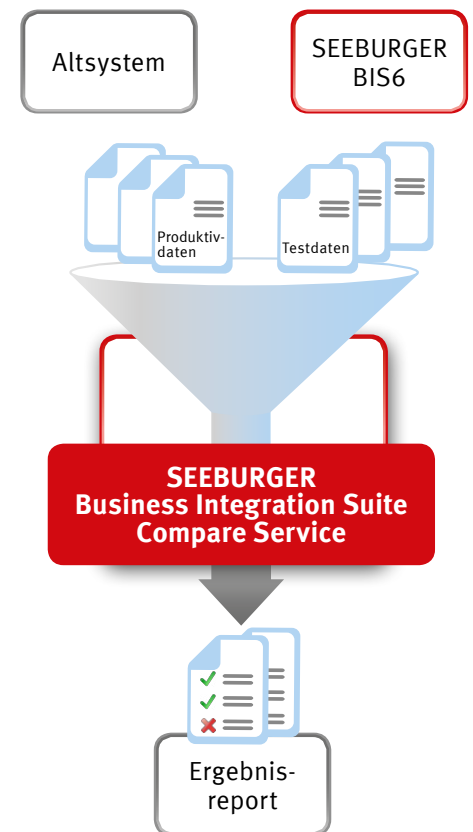 Altsystem
SEEBURGER
BIS6
Produktiv-
daten
Testdaten
SEEBURGER
Business Integration Suite
Compare Service
Ergebnis-
report